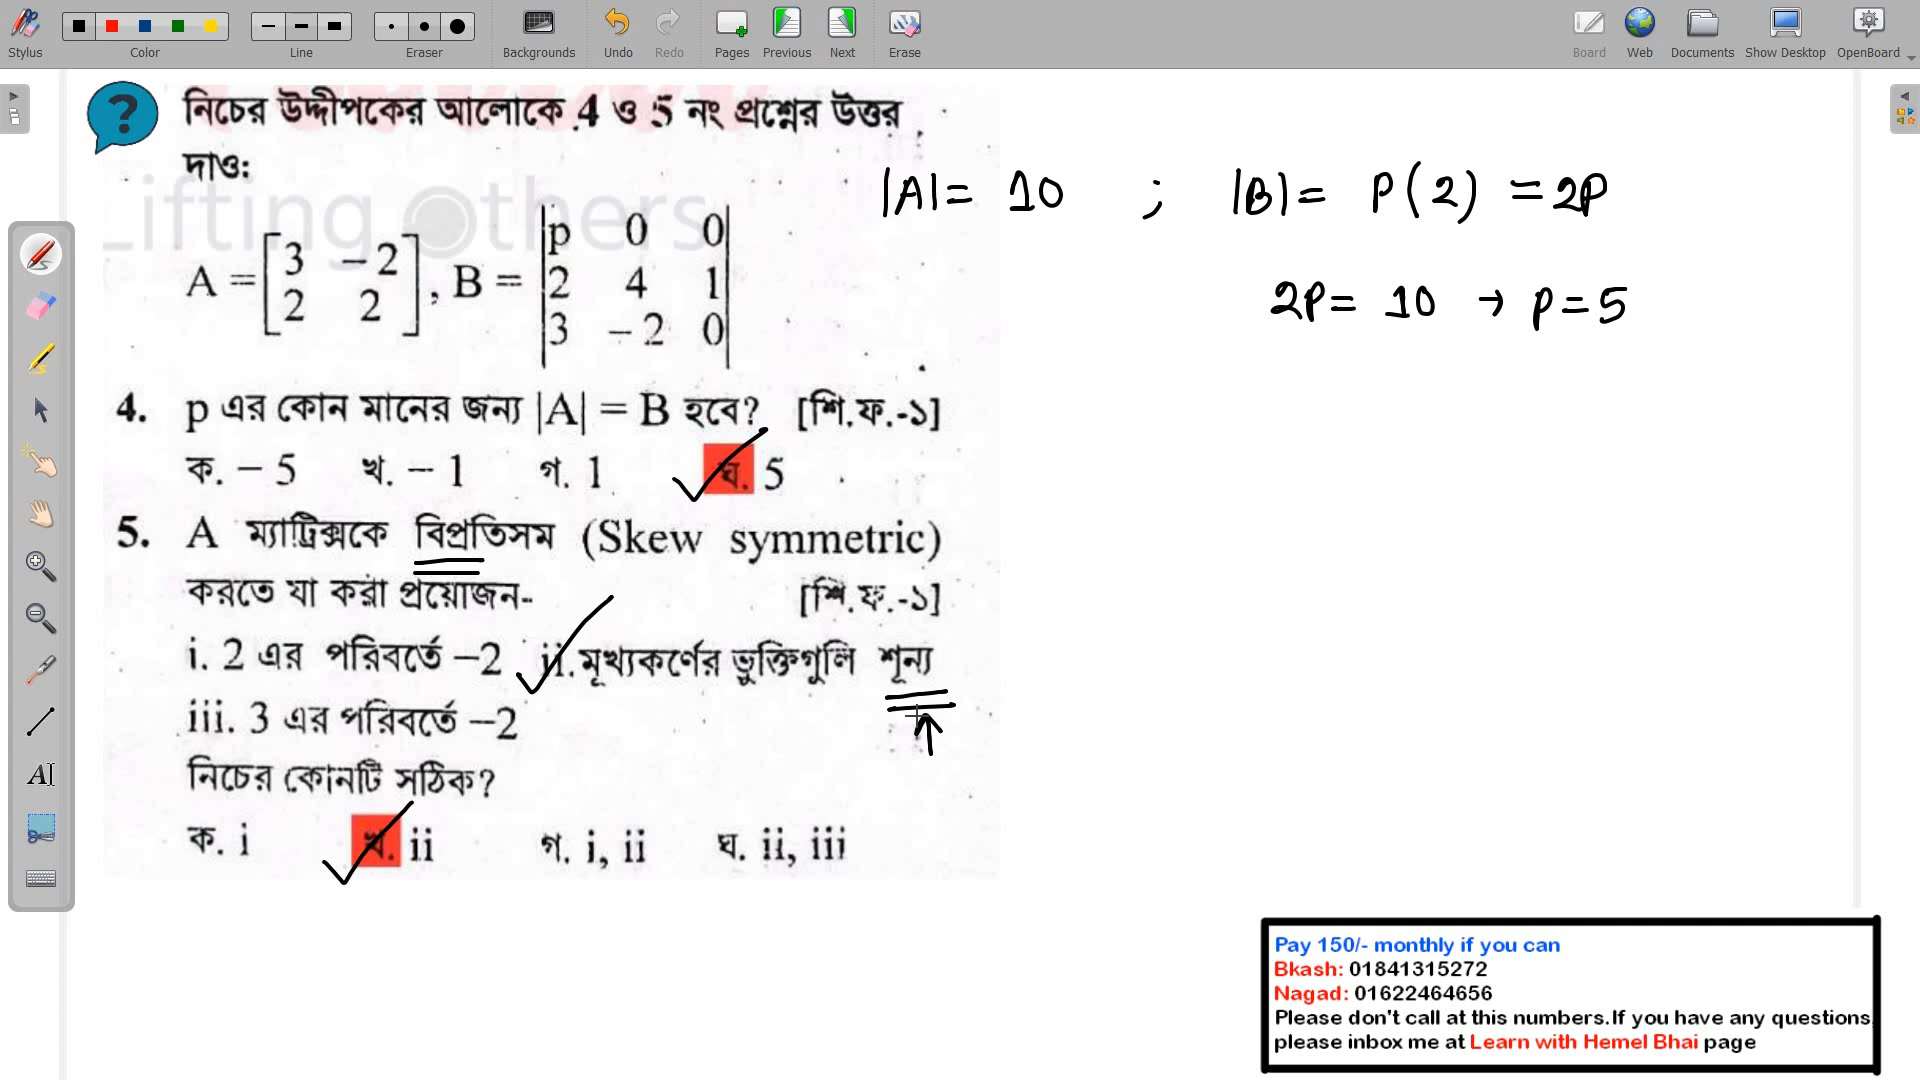 Stylus Color Line Eraser Backgrounds Undo Redo Pages Previous Next Erase Board Web Documents Show Desktop OpenBoard
নিচের উদ্দীপকের আলোকে 4 ও 5 নং প্রশ্নের উত্তর
দাও:
Lifting Others
|A| = 10 ; |B| = P(2) = 2P
2P = 10 → P = 5
A = [3 -2
2 2], B = |p 0 0
2 4 1
3 -2 0|
4. p এর কোন মানের জন্য |A| = B হবে? [শি.ফ.-১]
ক. – 5 খ. – 1 গ. 1 ঘ. 5
5. A ম্যাট্রিক্সকে বিপ্রতিসম (Skew symmetric)
করতে যা করা প্রয়োজন- [শি.ফ.-১]
i. 2 এর পরিবর্তে –2 ii. মূখ্যকর্ণের ভুক্তিগুলি শূন্য
iii. 3 এর পরিবর্তে –2
নিচের কোনটি সঠিক?
ক. i খ. ii গ. i, ii ঘ. ii, iii
Pay 150/- monthly if you can
Bkash: 01841315272
Nagad: 01622464656
Please don't call at this numbers.If you have any questions
please inbox me at Learn with Hemel Bhai page